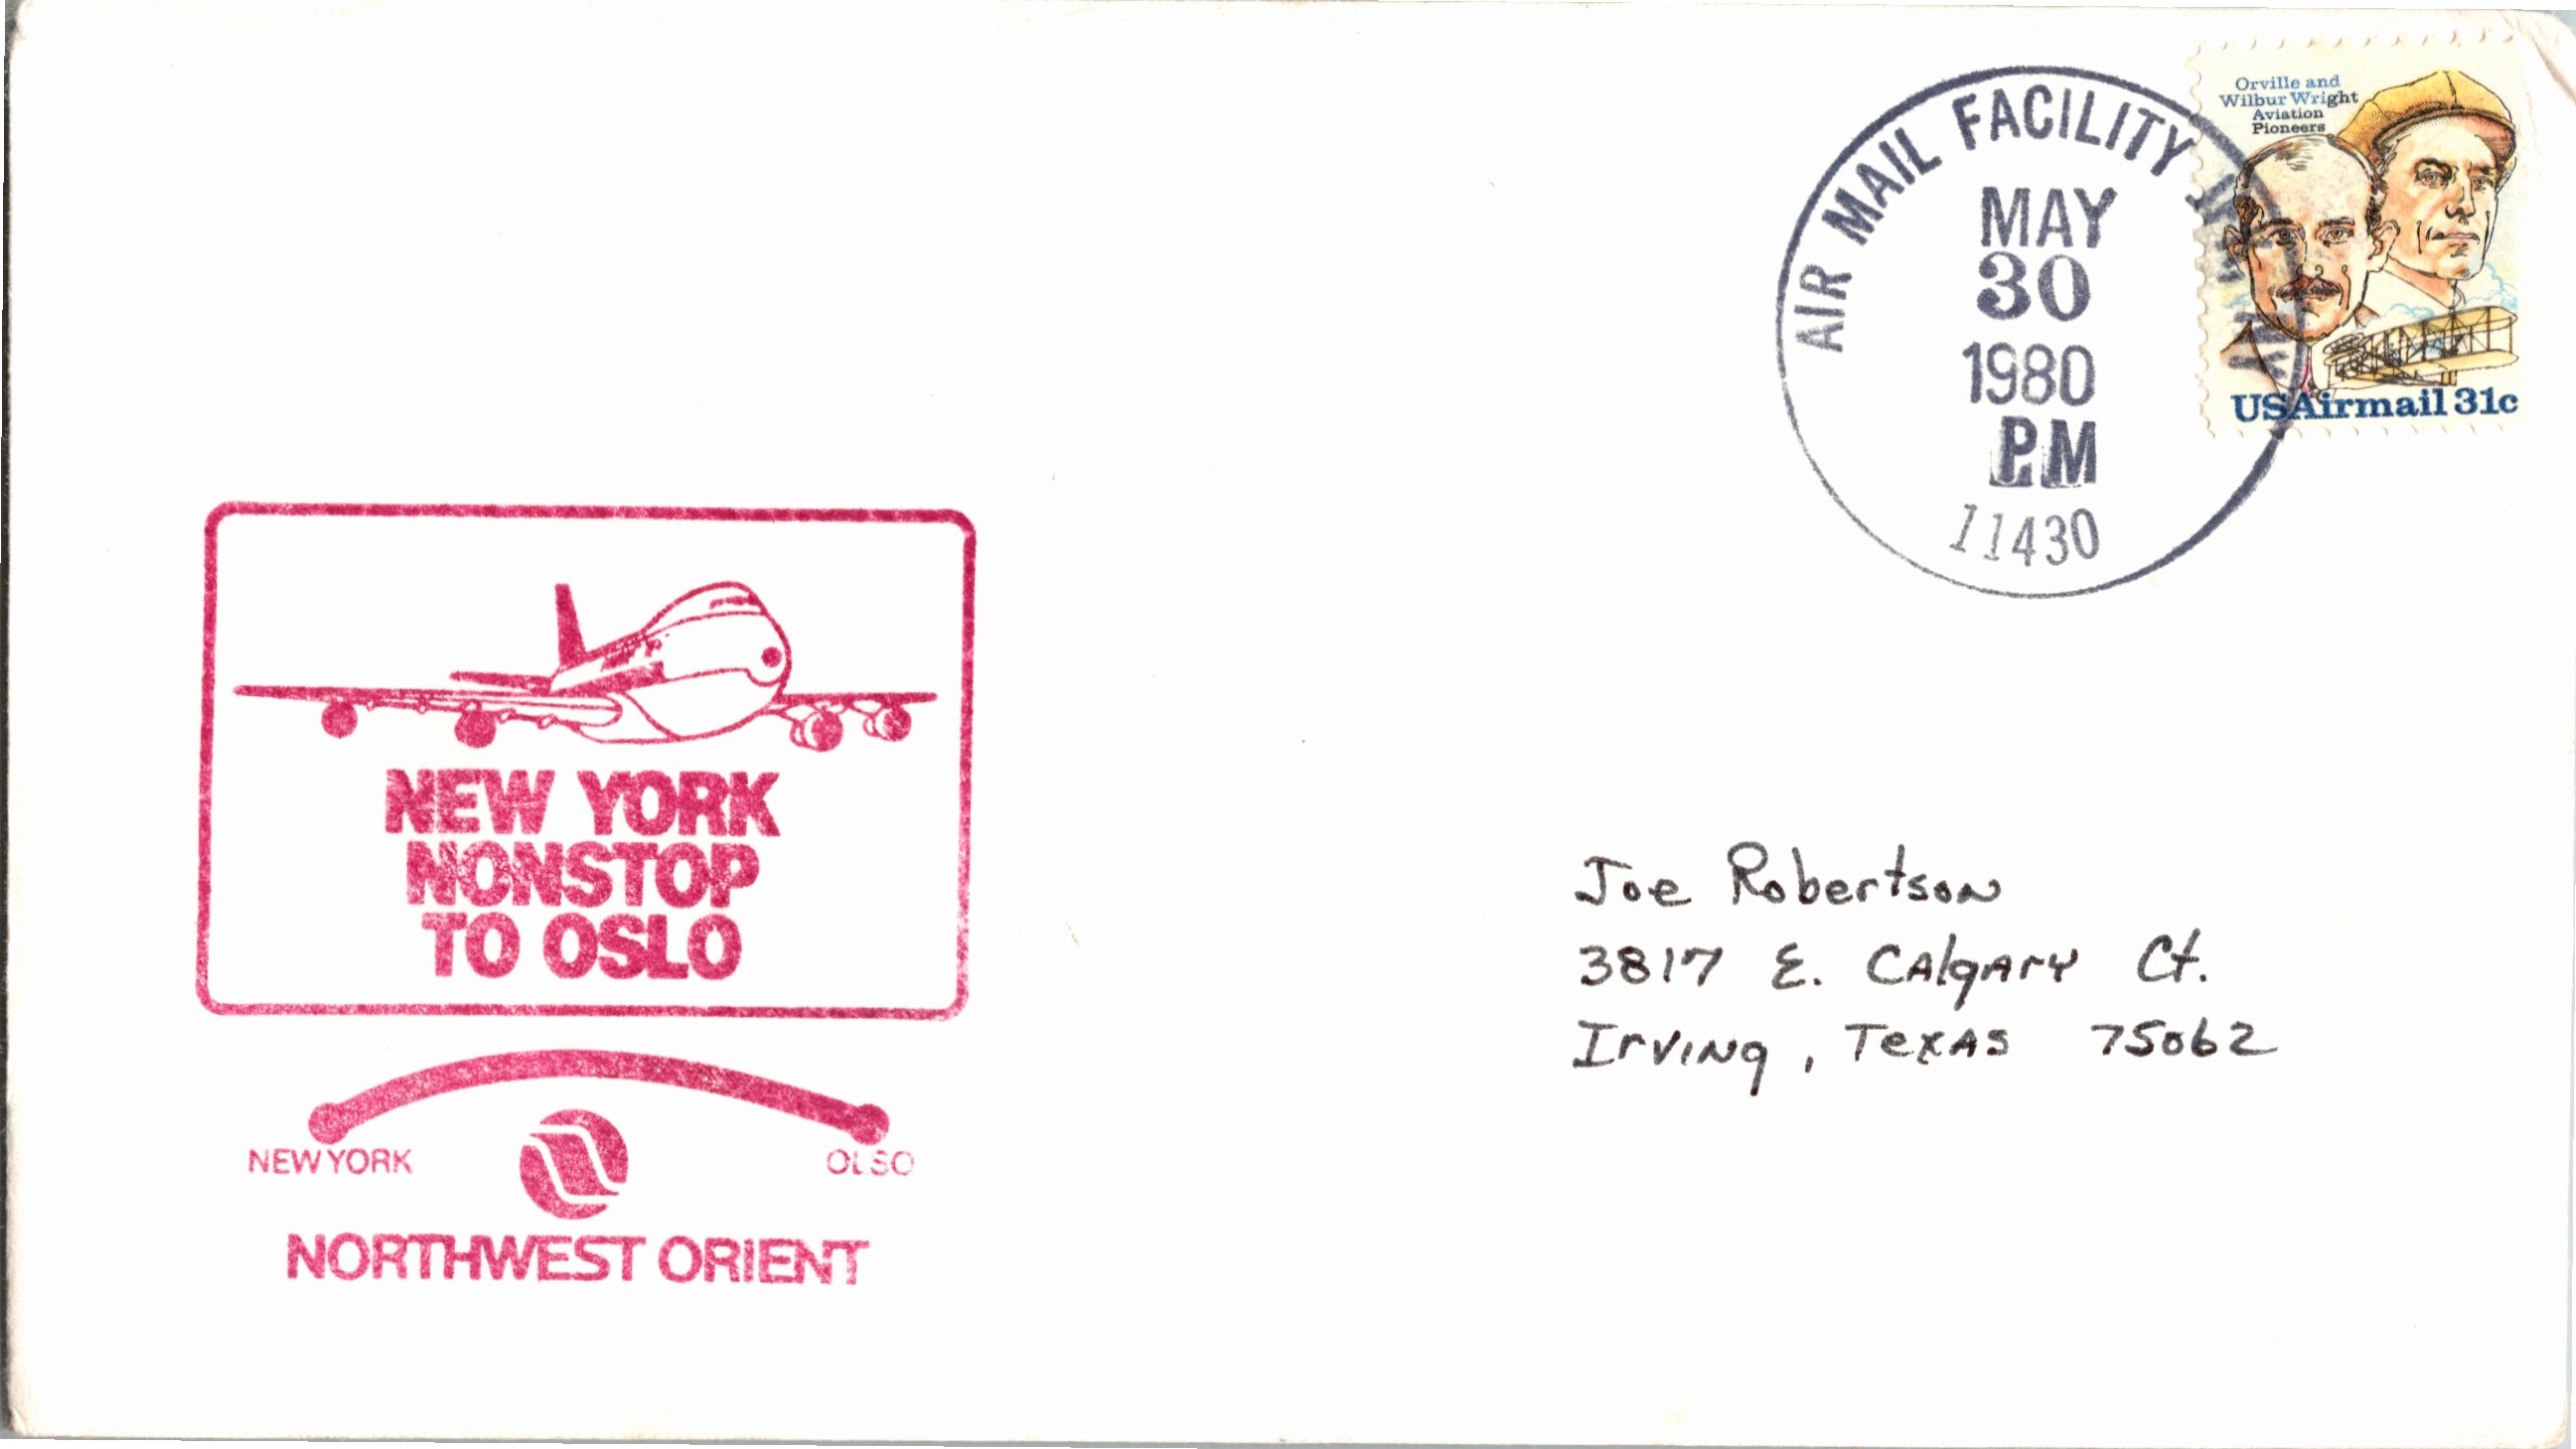 Orville and
Wilbur Wright
Aviation
Pioneers
USAirmail 31c
AIR MAIL FACILITY
MAY
30
1980
PM
11430
NEW YORK
NONSTOP
TO OSLO
NEW YORK
OLSO
NORTHWEST ORIENT
Joe Robertson
3817 E. Calgary Ct.
Irving, Texas 75062